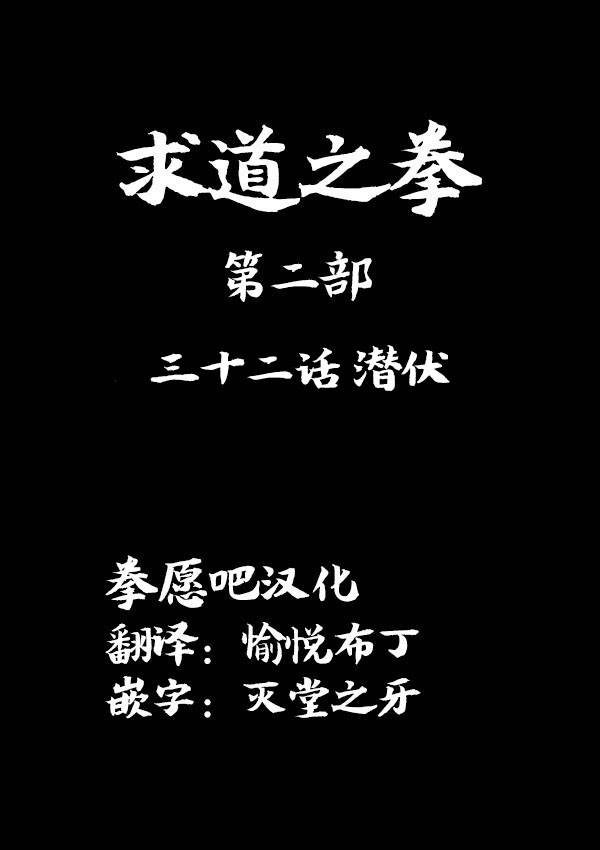 求道之拳
第二部
三十二话 潜伏
拳愿吧汉化
翻译：愉悦布丁
嵌字：灭堂之牙